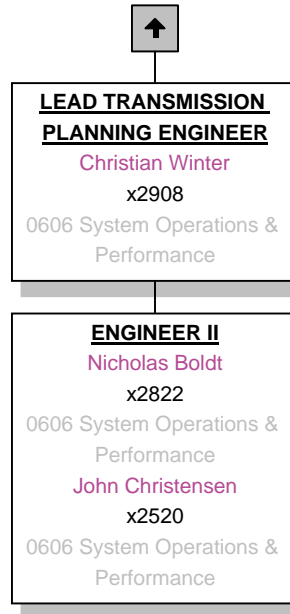 LEAD TRANSMISSION
PLANNING ENGINEER
Christian Winter
x2908
0606 System Operations &
Performance
ENGINEER II
Nicholas Boldt
x2822
0606 System Operations &
Performance
John Christensen
x2520
0606 System Operations &
Performance